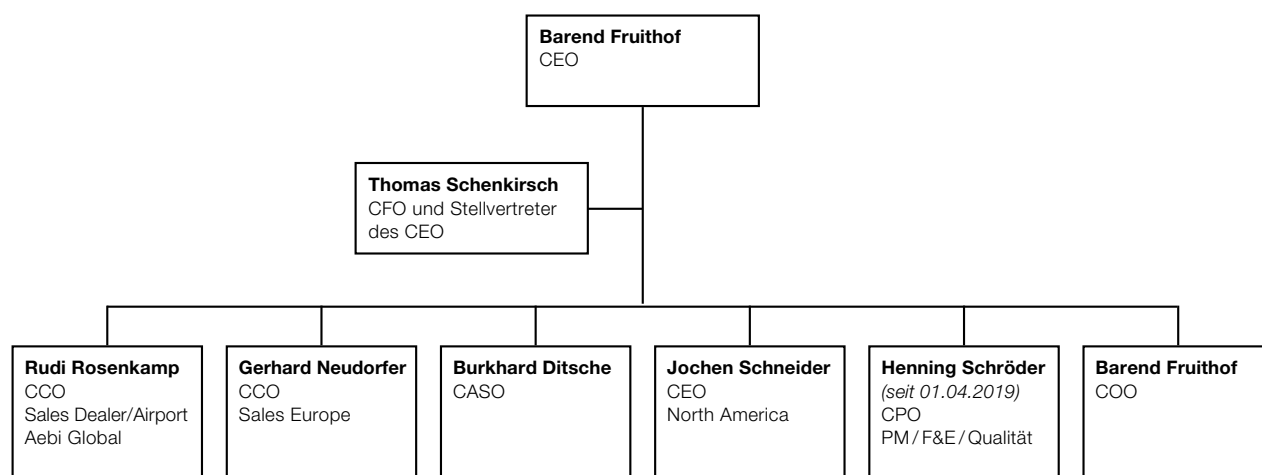 Barend Fruithof
CEO
Thomas Schenkirsch
CFO und Stellvertreter
des CEO
Rudi Rosenkamp
CCO
Sales Dealer/Airport
Aebi Global
Gerhard Neudorfer
CCO
Sales Europe
Burkhard Ditsche
CASO
Jochen Schneider
CEO
North America
Henning Schröder
(seit 01.04.2019)
CPO
PM / F&E / Qualität
Barend Fruithof
COO